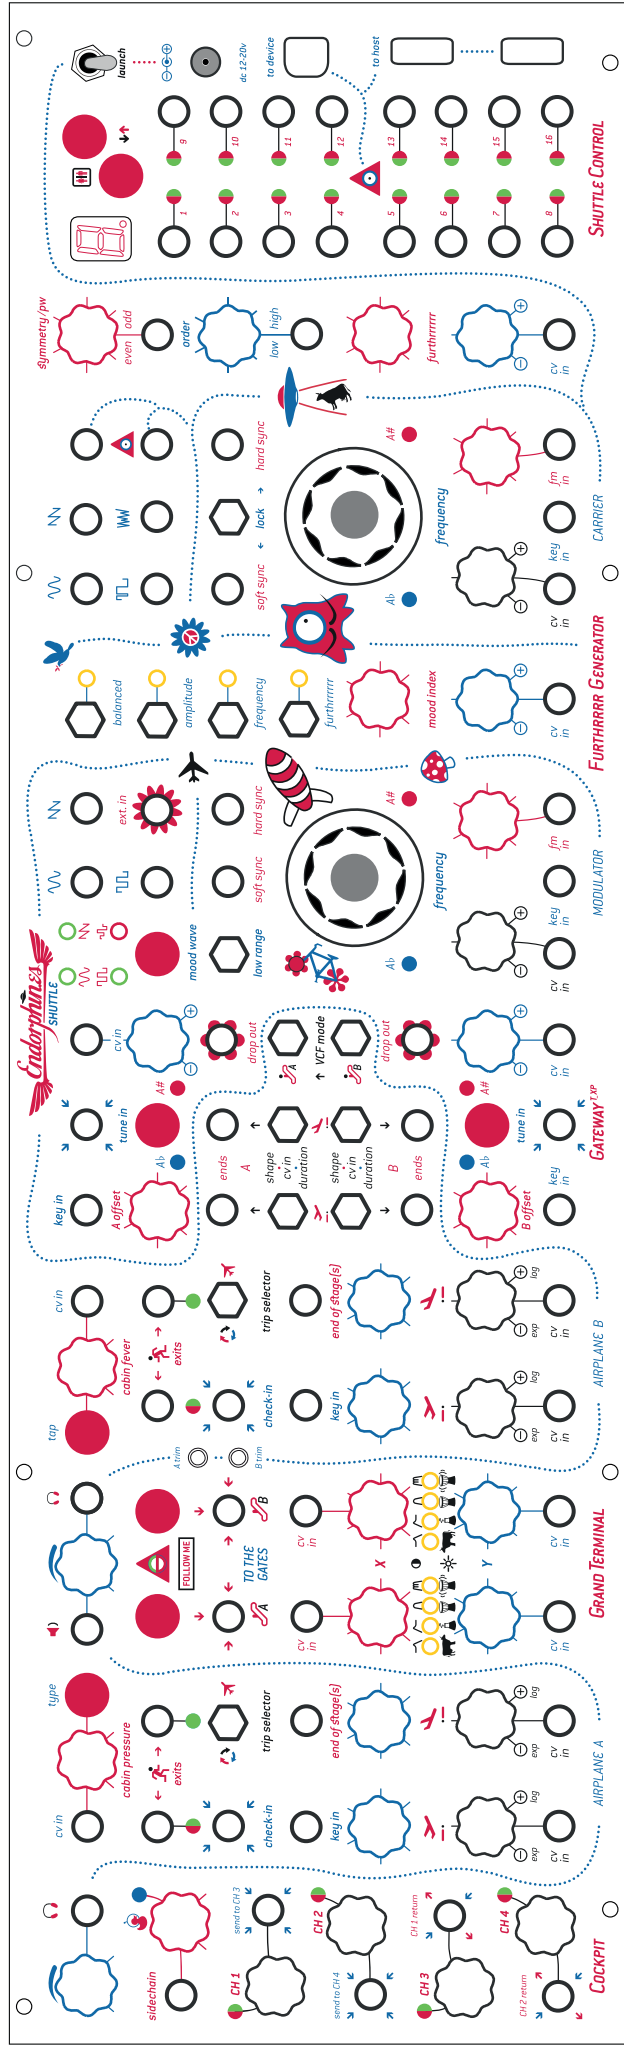 sidechain
CH 1
send to CH 3
send to CH 4
CH 2
CH 3
CH 1 return
CH 2 return
CH 4
COCKPIT
cv in
type
cabin pressure
exits
check-in
trip selector
key in
end of stage(s)
exp
log
exp
log
cv
in
cv
in
AIRPLANE A
FOLLOW ME
TO THE
GATES
A
B
A trim
B trim
cv
in
cv
in
X
Y
cv
in
cv
in
GRAND TERMINAL
tap
cv in
cabin fever
exits
check-in
trip selector
key in
end of stage(s)
exp
log
exp
log
cv
in
cv
in
AIRPLANE B
key in
tune in
cv in
A offset
Ab
A#
drop out
ends
A
shape
cv in
duration
shape
cv in
duration
A
VCF mode
B
B
ends
drop out
Ab
A#
B offset
key
in
tune in
cv
in
GATEWAY T.XP
Endorphin.es
SHUTTLE
ext. in
mood wave
low range
soft sync
hard sync
Ab
frequency
A#
cv
in
key
in
fm
in
MODULATOR
balanced
amplitude
frequency
furthrrrrr
mood index
cv
in
FURTHRRRR GENERATOR
soft sync
lock
hard sync
Ab
frequency
A#
cv
in
key
in
fm
in
CARRIER
symmetry/pw
even
odd
order
low
high
furthrrrrr
cv
in
launch
dc 12-20v
to device
to host
1
9
2
10
3
11
4
12
5
13
6
14
7
15
8
16
SHUTTLE CONTROL